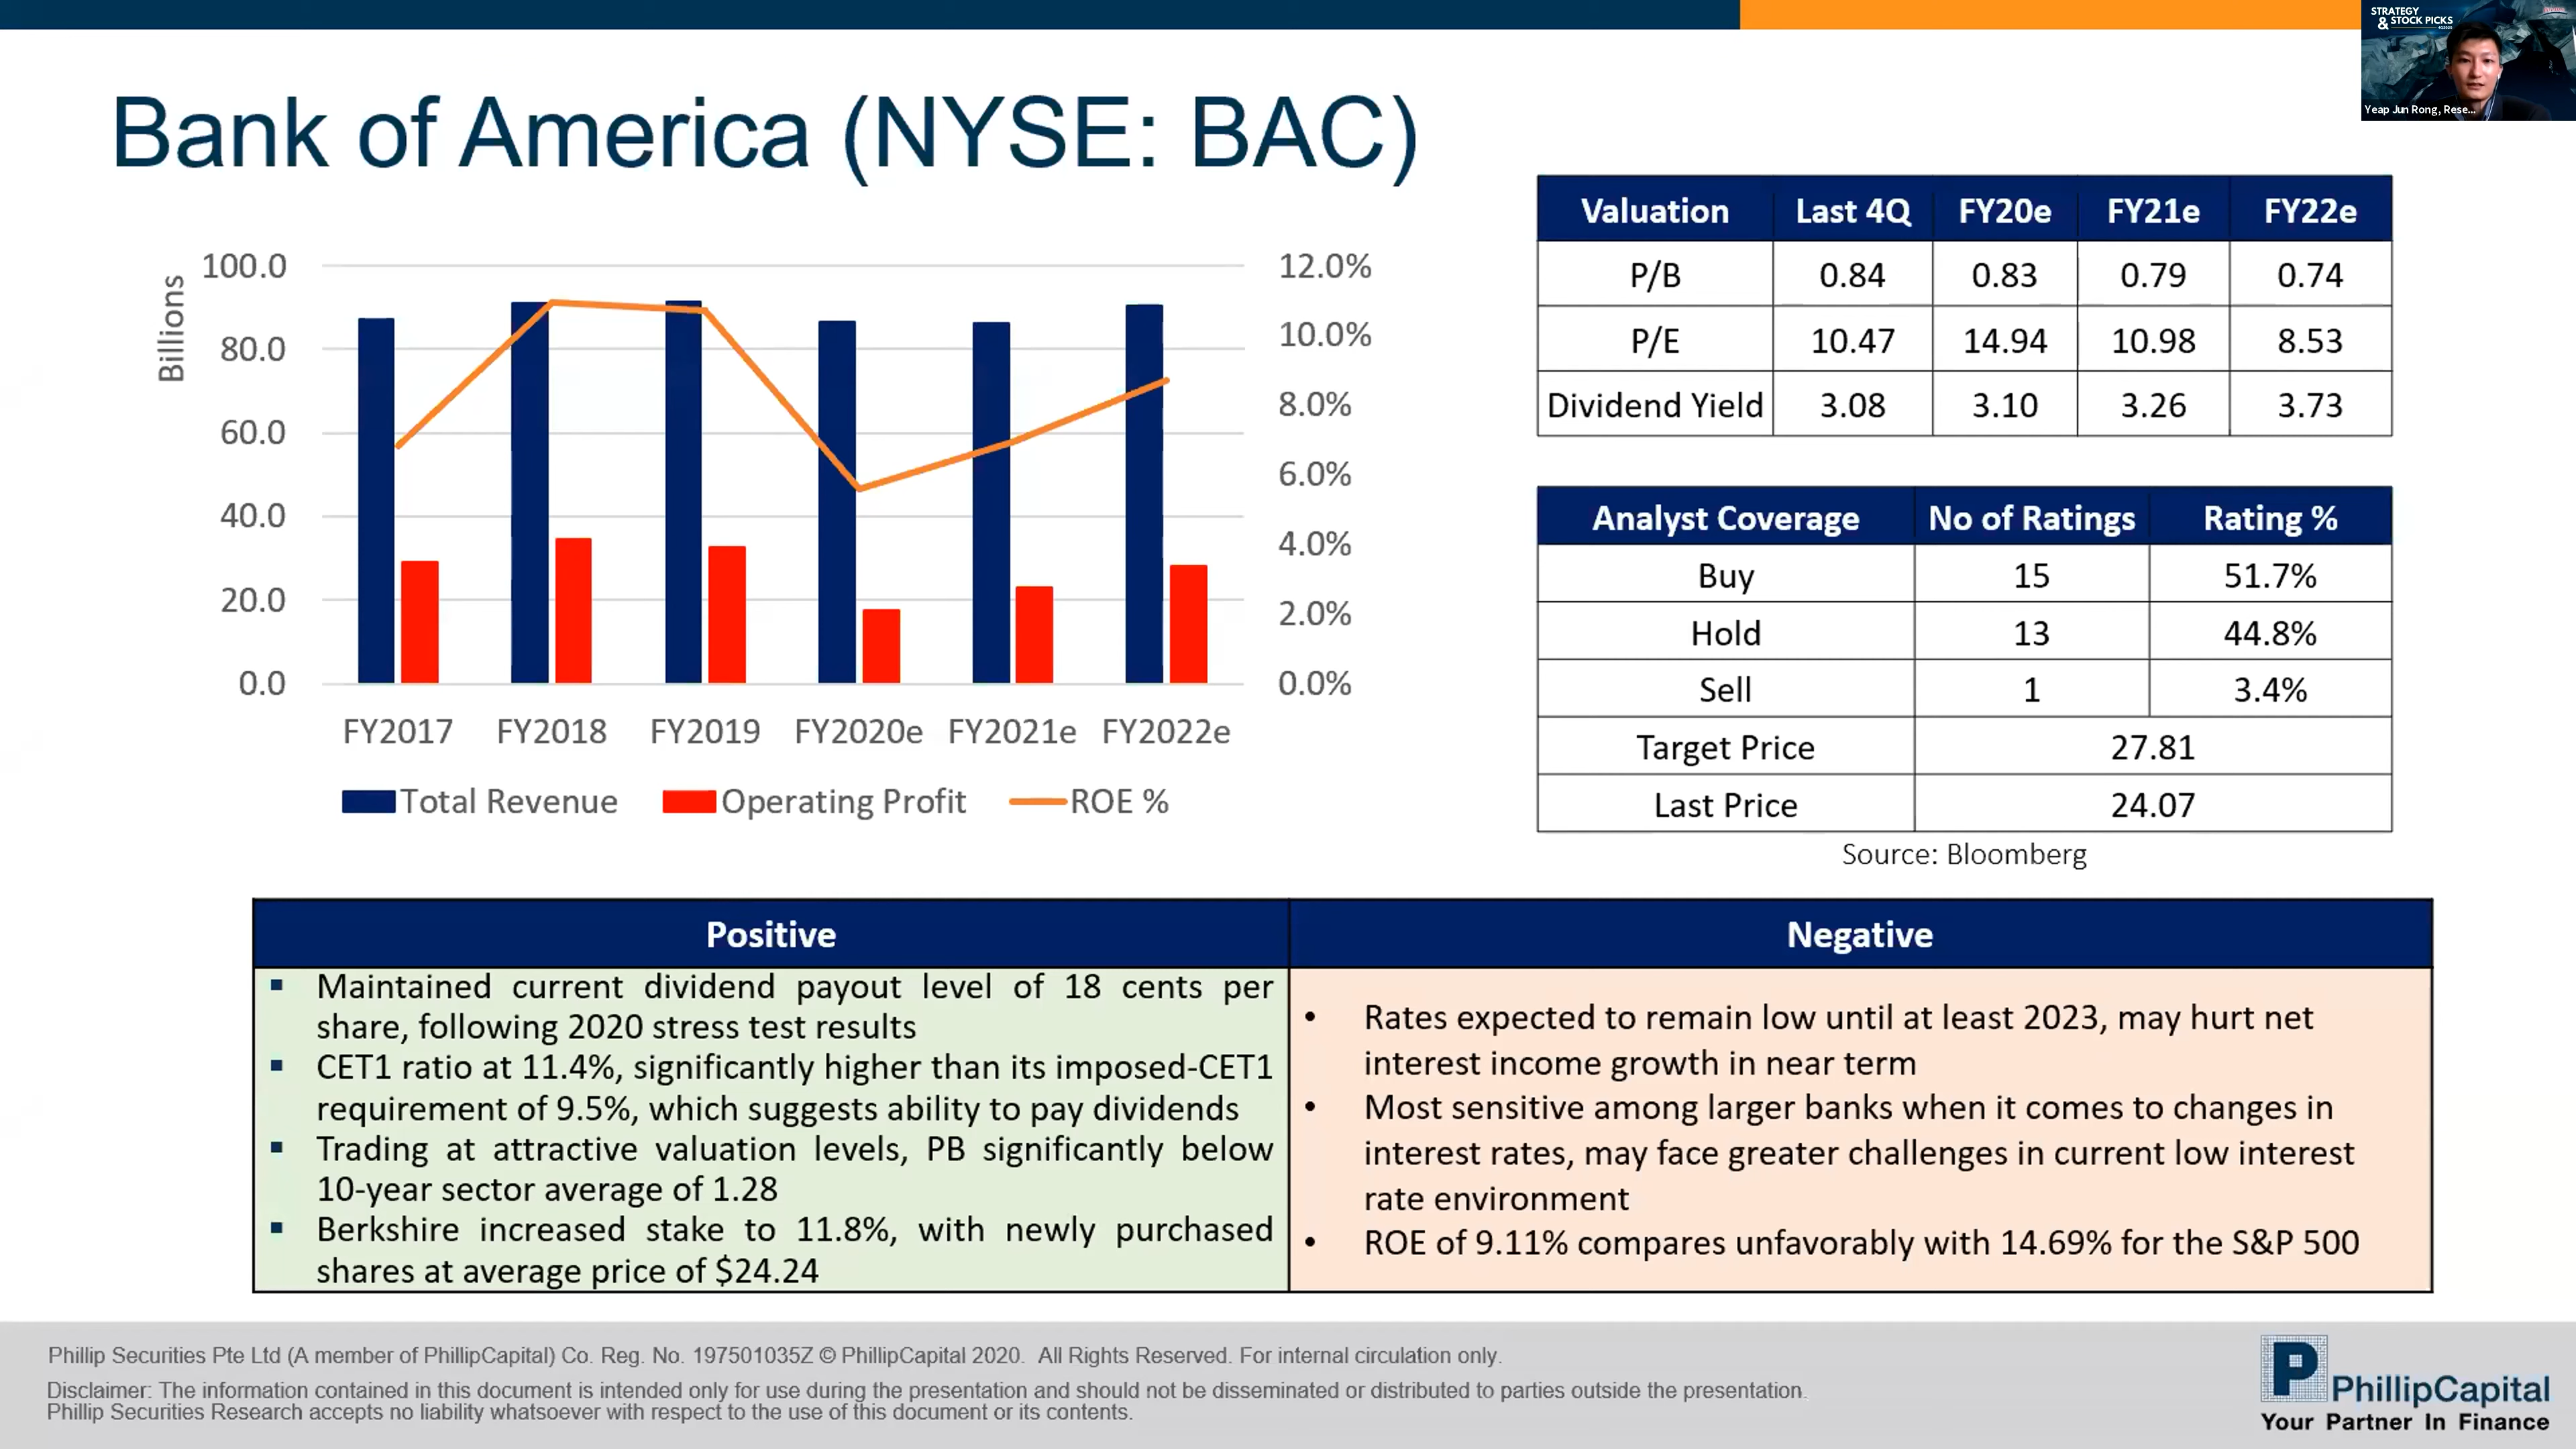 STRATEGY
& STOCK PICKS
Yeap Jun Rong, Rese...
Bank of America (NYSE: BAC)
Billions
100.0
80.0
60.0
40.0
20.0
0.0
12.0%
10.0%
8.0%
6.0%
4.0%
2.0%
0.0%
FY2017 FY2018 FY2019 FY2020e FY2021e FY2022e
Total Revenue Operating Profit ROE %
Valuation Last 4Q FY20e FY21e FY22e
P/B 0.84 0.83 0.79 0.74
P/E 10.47 14.94 10.98 8.53
Dividend Yield 3.08 3.10 3.26 3.73
Analyst Coverage No of Ratings Rating %
Buy 15 51.7%
Hold 13 44.8%
Sell 1 3.4%
Target Price 27.81
Last Price 24.07
Source: Bloomberg
Positive
▪ Maintained current dividend payout level of 18 cents per
share, following 2020 stress test results
▪ CET1 ratio at 11.4%, significantly higher than its imposed-CET1
requirement of 9.5%, which suggests ability to pay dividends
▪ Trading at attractive valuation levels, PB significantly below
10-year sector average of 1.28
▪ Berkshire increased stake to 11.8%, with newly purchased
shares at average price of $24.24
Negative
• Rates expected to remain low until at least 2023, may hurt net
interest income growth in near term
• Most sensitive among larger banks when it comes to changes in
interest rates, may face greater challenges in current low interest
rate environment
• ROE of 9.11% compares unfavorably with 14.69% for the S&P 500
Phillip Securities Pte Ltd (A member of PhillipCapital) Co. Reg. No. 197501035Z © PhillipCapital 2020. All Rights Reserved. For internal circulation only.
Disclaimer: The information contained in this document is intended only for use during the presentation and should not be disseminated or distributed to parties outside the presentation.
Phillip Securities Research accepts no liability whatsoever with respect to the use of this document or its contents.
P PhillipCapital
Your Partner In Finance